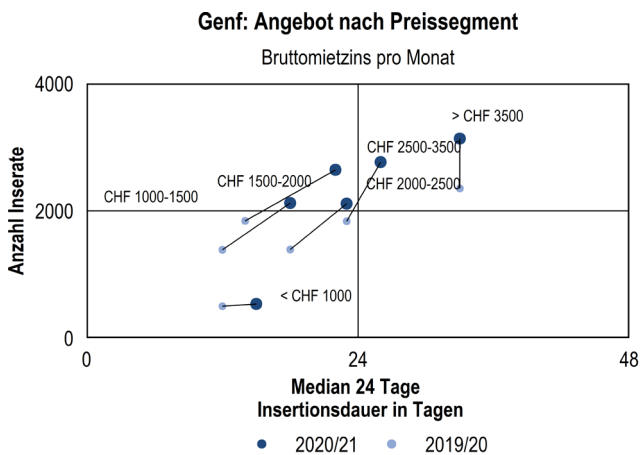 Genf: Angebot nach Preissegment
Bruttomietzins pro Monat
Anzahl Inserate
4000
2000
0
> CHF 3500
CHF 2500-3500
CHF 1500-2000
CHF 2000-2500
CHF 1000-1500
< CHF 1000
0
24
48
Median 24 Tage
Insertionsdauer in Tagen
2020/21
2019/20